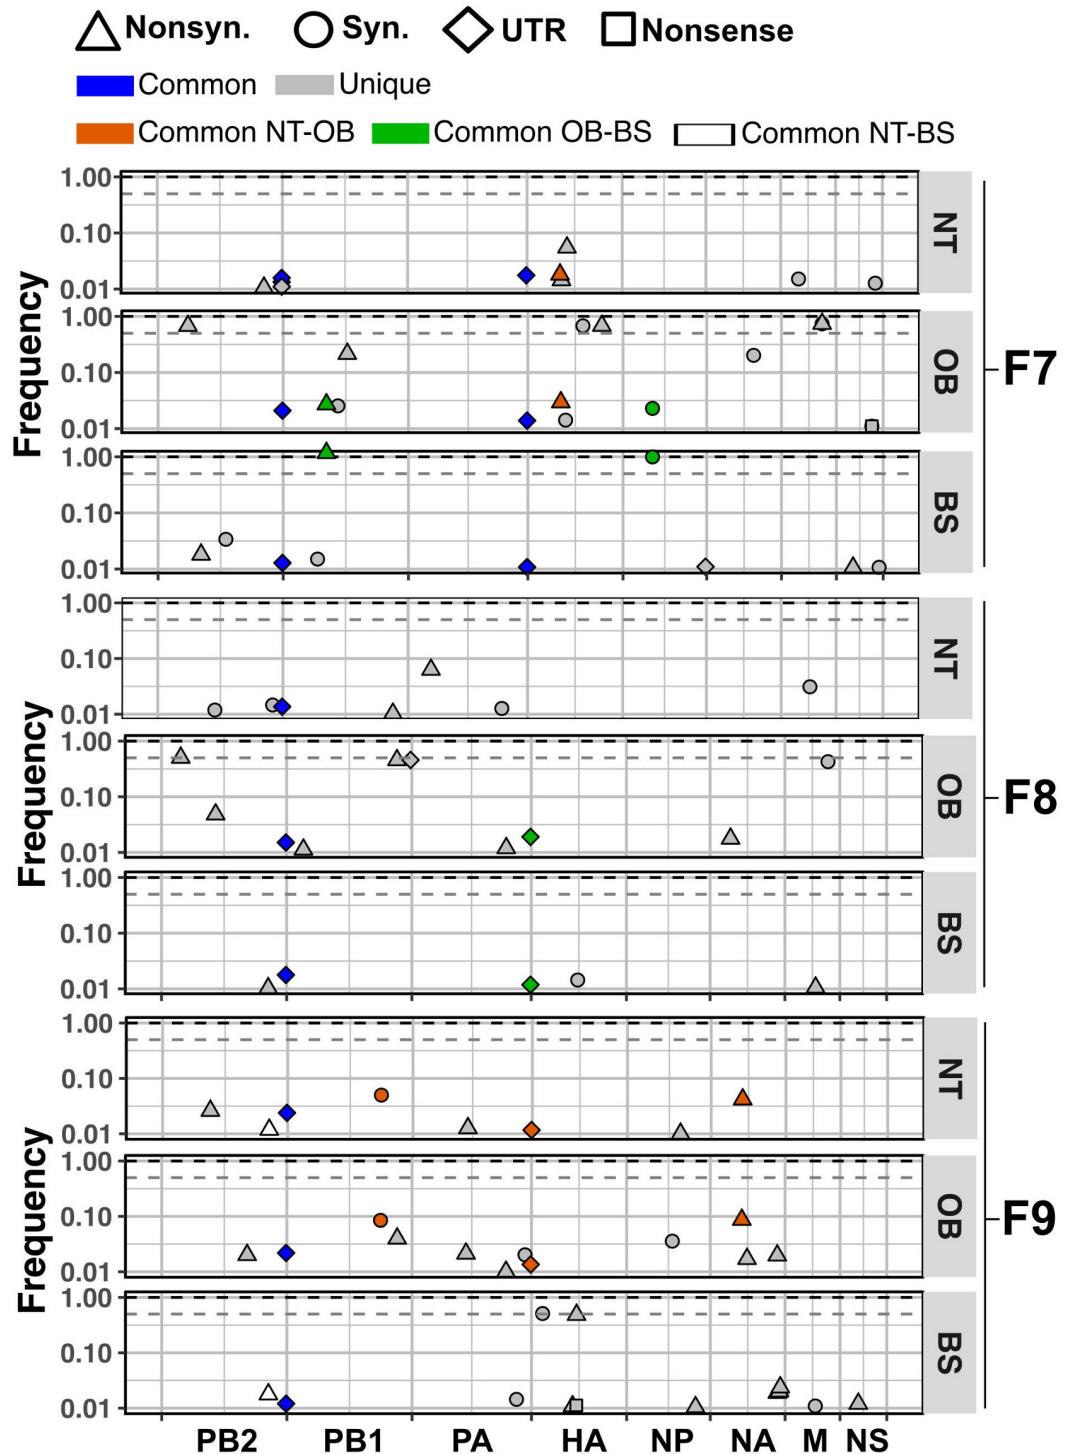 Nonsyn. Syn. UTR Nonsense
Common Unique
Common NT-OB Common OB-BS Common NT-BS
Frequency
1.00
0.10
0.01
NT
1.00
0.10
0.01
OB
F7
1.00
0.10
0.01
BS
Frequency
1.00
0.10
0.01
NT
1.00
0.10
0.01
OB
F8
1.00
0.10
0.01
BS
Frequency
1.00
0.10
0.01
NT
1.00
0.10
0.01
OB
F9
1.00
0.10
0.01
BS
PB2 PB1 PA HA NP NA M NS